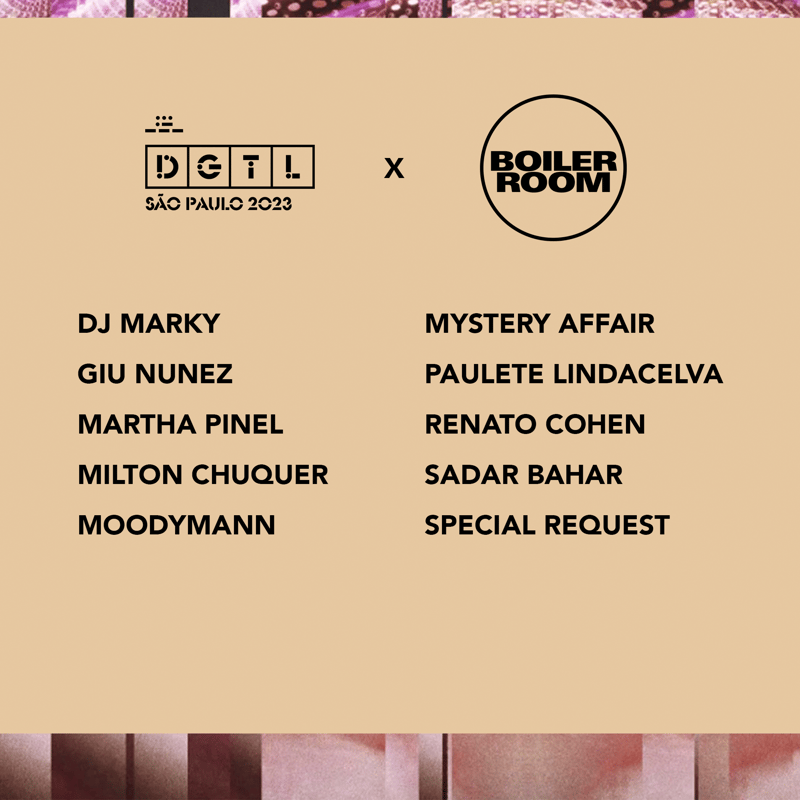 DGTL
SÃO PAULO 2023
X
BOILER
ROOM
DJ MARKY
GIU NUNEZ
MARTHA PINEL
MILTON CHUQUER
MOODYMANN
MYSTERY AFFAIR
PAULETE LINDACELVA
RENATO COHEN
SADAR BAHAR
SPECIAL REQUEST